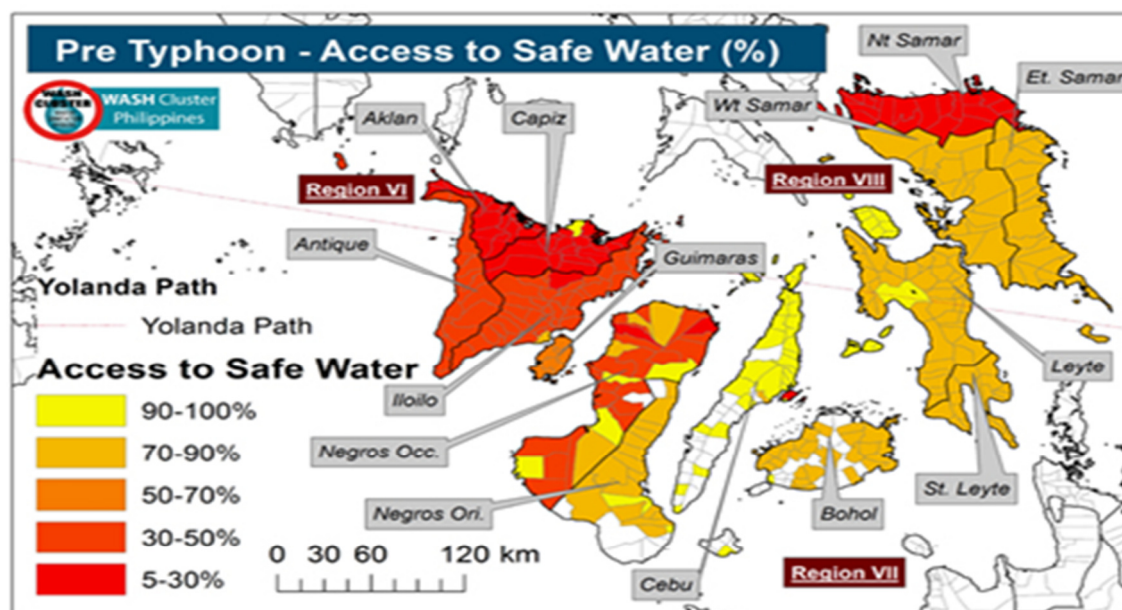 Pre Typhoon - Access to Safe Water (%)
WASH
CLUSTER
WASH Cluster
Philippines
Nt Samar
Et. Samar
Wt Samar
Aklan
Capiz
Region VI
Region VIII
Antique
Guimaras
Yolanda Path
Yolanda Path
Access to Safe Water
90-100%
70-90%
50-70%
30-50%
5-30%
Iloilo
Leyte
Negros Occ.
St. Leyte
Negros Ori.
Bohol
0 30 60 120 km
Cebu
Region VII